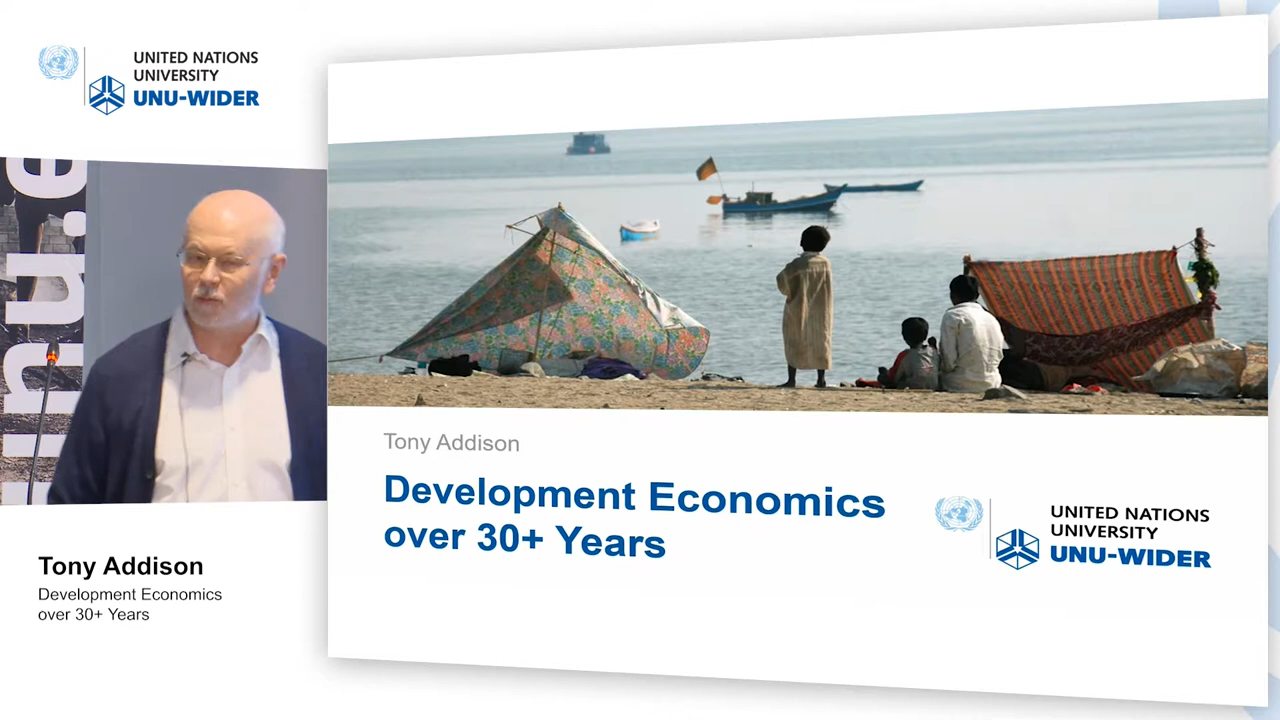 UNITED NATIONS
UNIVERSITY
UNU-WIDER
Tony Addison
Development Economics
over 30+ Years
Tony Addison
Development Economics
over 30+ Years
UNITED NATIONS
UNIVERSITY
UNU-WIDER